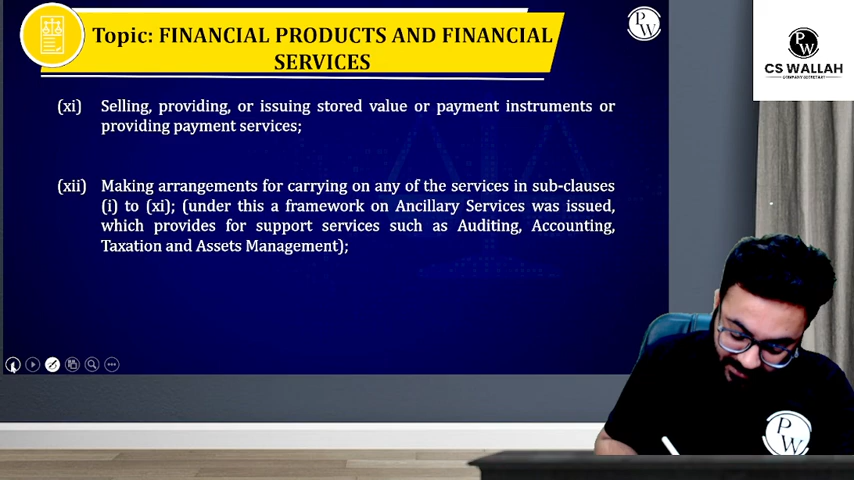 Topic: FINANCIAL PRODUCTS AND FINANCIAL
SERVICES
PW
PW
CS WALLAH
COMPANY SECRETARY
(xi) Selling, providing, or issuing stored value or payment instruments or
providing payment services;
(xii) Making arrangements for carrying on any of the services in sub-clauses
(i) to (xi); (under this a framework on Ancillary Services was issued,
which provides for support services such as Auditing, Accounting,
Taxation and Assets Management);
PW